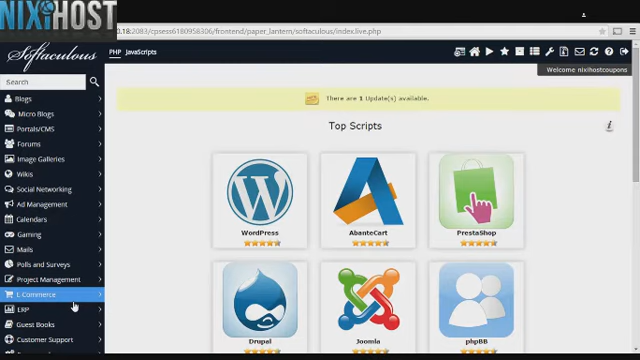 NIXIHOST
0.18:2083/cpsess6180958306/frontend/paper_lantern/softaculous/index.live.php
Softaculous
PHP JavaScripts
Welcome nixihostcoupons
Search
There are 1 Update(s) available.
Top Scripts
Blogs
Micro Blogs
Portals/CMS
Forums
Image Galleries
Wikis
Social Networking
Ad Management
Calendars
Gaming
Mails
Polls and Surveys
Project Management
E-Commerce
ERP
Guest Books
Customer Support
WordPress
AbanteCart
PrestaShop
Drupal
Joomla
phpBB